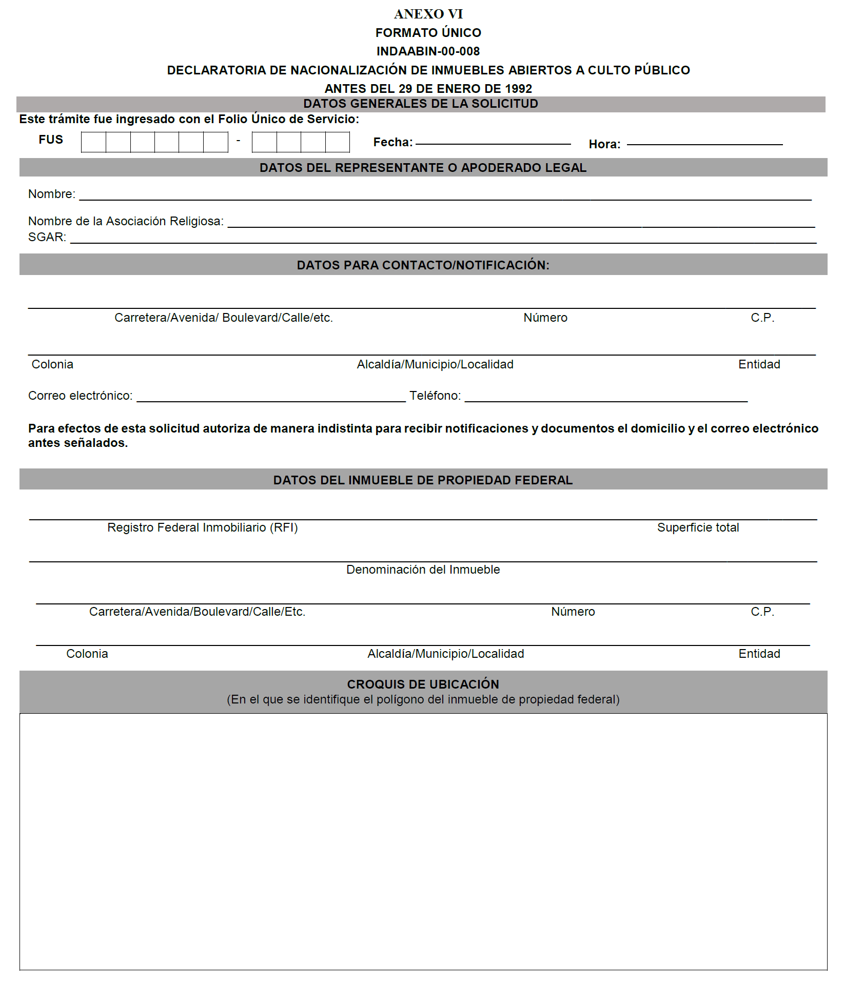 ANEXO VI
FORMATO ÚNICO
INDAABIN-00-008
DECLARATORIA DE NACIONALIZACIÓN DE INMUEBLES ABIERTOS A CULTO PÚBLICO
ANTES DEL 29 DE ENERO DE 1992
DATOS GENERALES DE LA SOLICITUD
Este trámite fue ingresado con el Folio Único de Servicio:
FUS - Fecha: Hora:
DATOS DEL REPRESENTANTE O APODERADO LEGAL
Nombre:
Nombre de la Asociación Religiosa:
SGAR:
DATOS PARA CONTACTO/NOTIFICACIÓN:
Carretera/Avenida/ Boulevard/Calle/etc. Número C.P.
Colonia Alcaldía/Municipio/Localidad Entidad
Correo electrónico: Teléfono:
Para efectos de esta solicitud autoriza de manera indistinta para recibir notificaciones y documentos el domicilio y el correo electrónico
antes señalados.
DATOS DEL INMUEBLE DE PROPIEDAD FEDERAL
Registro Federal Inmobiliario (RFI) Superficie total
Denominación del Inmueble
Carretera/Avenida/Boulevard/Calle/Etc. Número C.P.
Colonia Alcaldía/Municipio/Localidad Entidad
CROQUIS DE UBICACIÓN
(En el que se identifique el polígono del inmueble de propiedad federal)